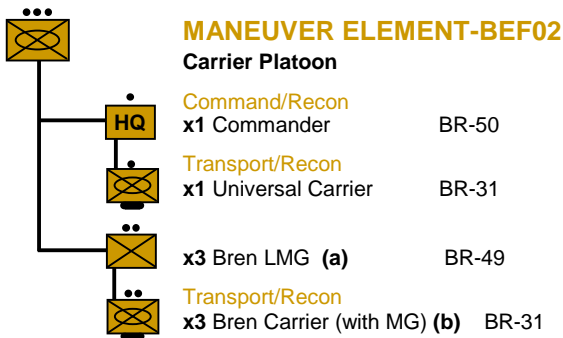 MANEUVER ELEMENT-BEF02
Carrier Platoon
Command/Recon
HQ
x1 Commander BR-50
Transport/Recon
x1 Universal Carrier BR-31
x3 Bren LMG (a) BR-49
Transport/Recon
x3 Bren Carrier (with MG) (b) BR-31